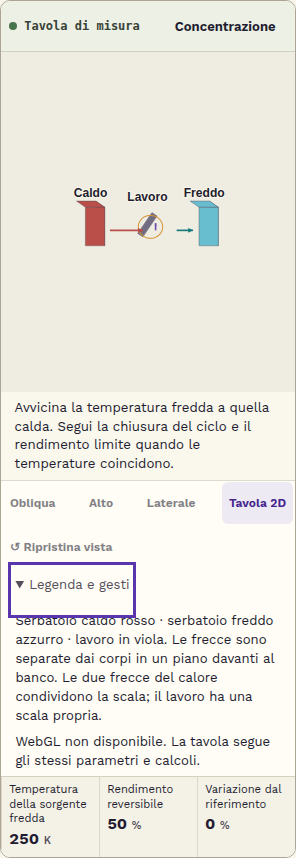 Tavola di misura
Concentrazione
Caldo
Lavoro
Freddo
Avvicina la temperatura fredda a quella
calda. Segui la chiusura del ciclo e il
rendimento limite quando le
temperature coincidono.
Obliqua
Alto
Laterale
Tavola 2D
↺ Ripristina vista
▼ Legenda e gesti
Serbatoio caldo rosso · serbatoio freddo
azzurro · lavoro in viola. Le frecce sono
separate dai corpi in un piano davanti al
banco. Le due frecce del calore
condividono la scala; il lavoro ha una
scala propria.
WebGL non disponibile. La tavola segue
gli stessi parametri e calcoli.
Temperatura
della sorgente
fredda
250 K
Rendimento
reversibile
50 %
Variazione dal
riferimento
0 %